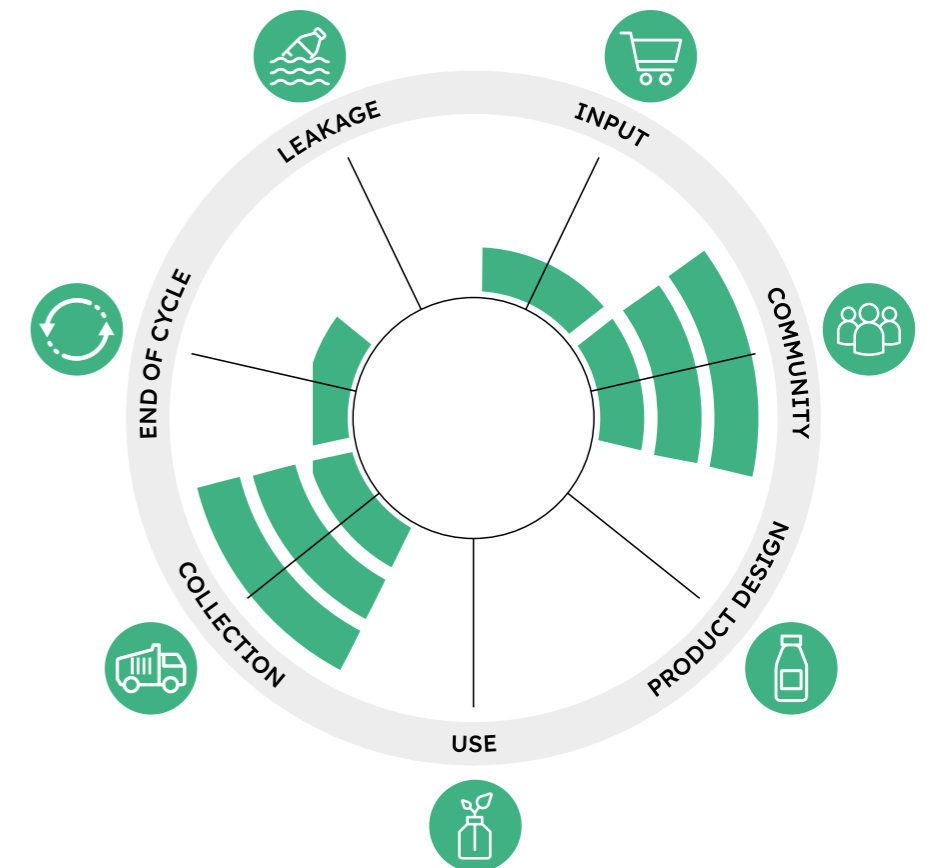 LEAKAGE
INPUT
END OF CYCLE
COMMUNITY
COLLECTION
PRODUCT DESIGN
USE